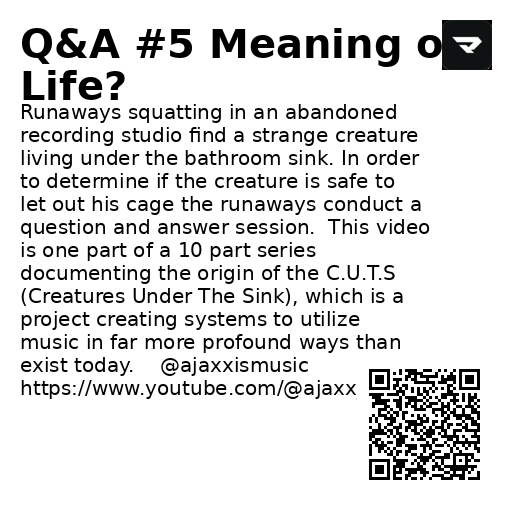 Q&A #5 Meaning o
Life?
Runaways squatting in an abandoned
recording studio find a strange creature
living under the bathroom sink. In order
to determine if the creature is safe to
let out his cage the runaways conduct a
question and answer session.  This video
is one part of a 10 part series
documenting the origin of the C.U.T.S
(Creatures Under The Sink), which is a
project creating systems to utilize
music in far more profound ways than
exist today.    @ajaxxismusic
https://www.youtube.com/@ajaxx